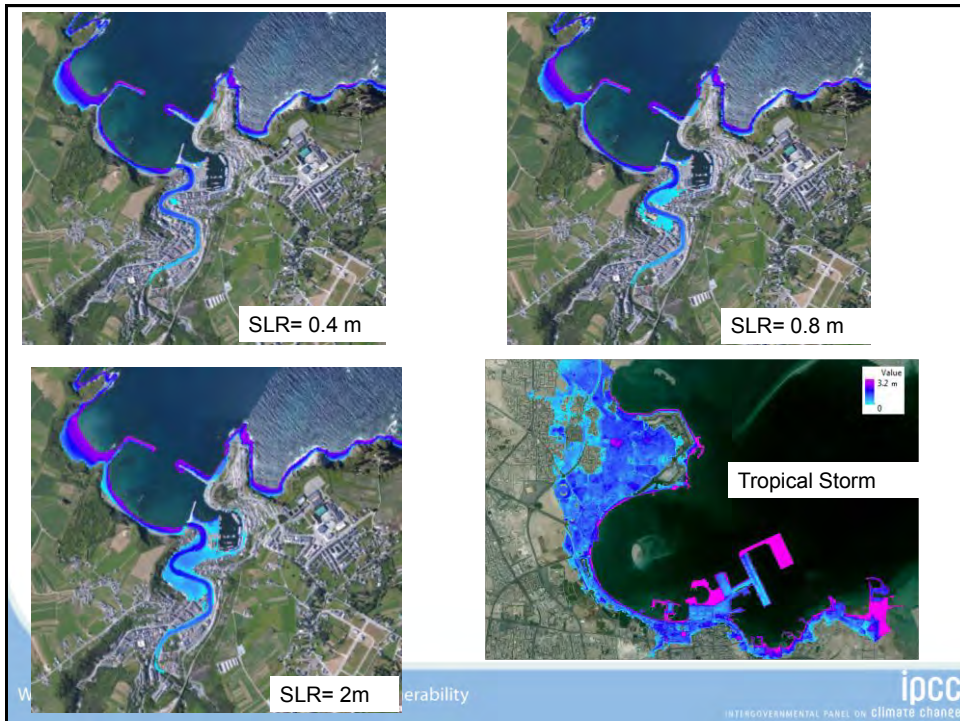 SLR= 0.4 m
SLR= 0.8 m
Value
3.2 m
0
Tropical Storm
SLR= 2m
W
erability
ipcc
INTERGOVERNMENTAL PANEL ON climate change